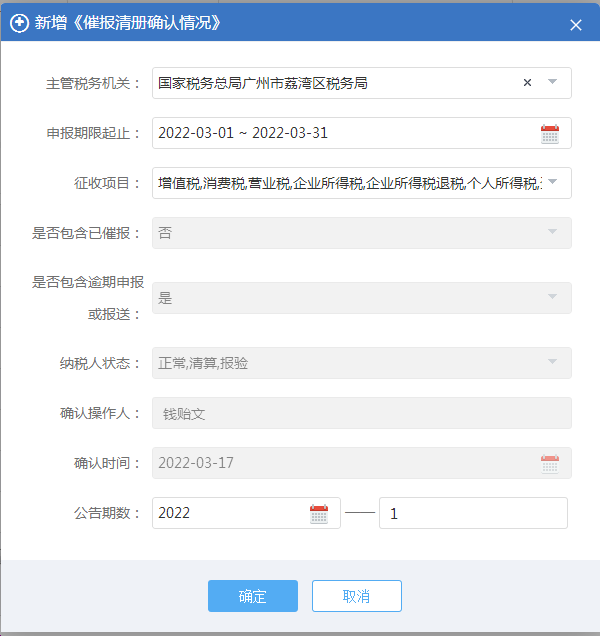 新增《催报清册确认情况》
主管税务机关： 国家税务总局广州市荔湾区税务局
申报期限起止： 2022-03-01 ~ 2022-03-31
征收项目： 增值税,消费税,营业税,企业所得税,企业所得税退税,个人所得税,
是否包含已催报： 否
是否包含逾期申报
或报送： 是
纳税人状态： 正常,清算,报验
确认操作人： 钱贻文
确认时间： 2022-03-17
公告期数： 2022 —— 1
确定 取消